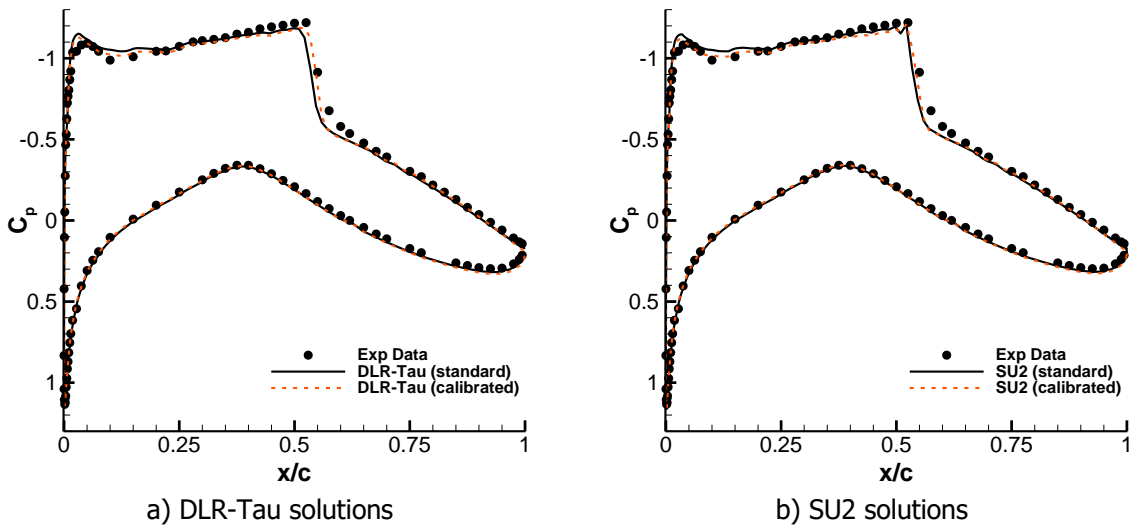 -1
-0.5
0
0.5
1
Cp
0
0.25
0.5
0.75
1
x/c
Exp Data
DLR-Tau (standard)
DLR-Tau (calibrated)
a) DLR-Tau solutions
-1
-0.5
0
0.5
1
Cp
0
0.25
0.5
0.75
1
x/c
Exp Data
SU2 (standard)
SU2 (calibrated)
b) SU2 solutions